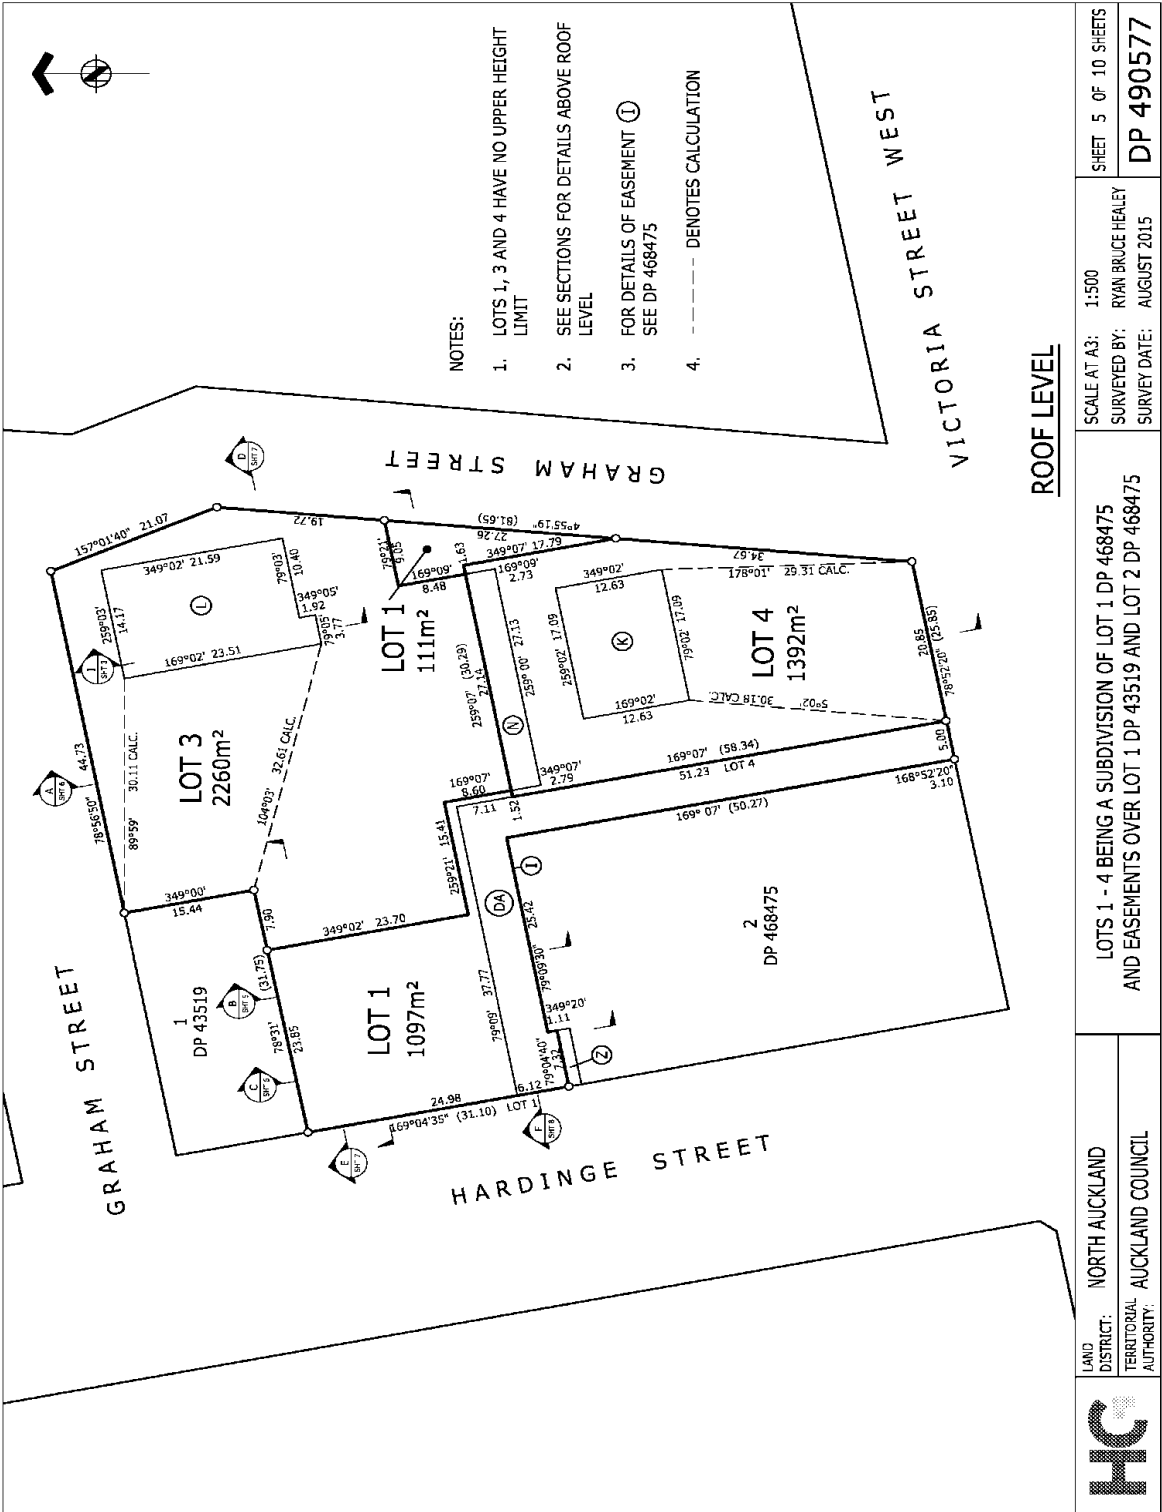 NOTES:
1. LOTS 1, 3 AND 4 HAVE NO UPPER HEIGHT
LIMIT
2. SEE SECTIONS FOR DETAILS ABOVE ROOF
LEVEL
3. FOR DETAILS OF EASEMENT I
SEE DP 468475
4. - - - - - DENOTES CALCULATION
GRAHAM STREET
GRAHAM STREET
HARDINGE STREET
VICTORIA STREET WEST
1
DP 43519
LOT 3
2260m²
LOT 1
1097m²
LOT 1
111m²
LOT 4
1392m²
2
DP 468475
78°56'50" 44.73
157°01'40" 21.07
19.72
4°55'19" (81.65)
27.26
34.67
349°07' 17.79
1.63
79°21'
9.05
169°09'
8.48
169°09'
2.73
259°03'
14.17
349°02' 21.59
79°03'
10.40
349°05'
1.92
79°05'
3.77
169°02' 23.51
89°59' 30.11 CALC.
104°03' 32.61 CALC.
349°00'
15.44
7.90
78°31' (31.75)
23.85
349°02' 23.70
259°21' 15.41
169°07'
8.60
7.11
1.52
259°07' (30.29)
27.14
259°00' 27.13
349°07'
2.79
349°02'
12.63
259°02' 17.09
79°02' 17.09
169°02'
12.63
178°01' 29.31 CALC.
5°02' 30.18 CALC.
78°52'20" (25.85)
20.85
5.00
168°52'20"
3.10
169°07' (58.34)
51.23 LOT 4
169° 07' (50.27)
79°09' 37.77
79°09'30" 25.42
349°20'
1.11
79°04'40"
7.32
24.98
6.12
169°04'35" (31.10) LOT 1
L
K
N
DA
I
Z
A
SHT 6
B
SHT 5
C
SHT 6
D
SHT 7
E
SHT 7
F
SHT 8
ROOF LEVEL
HG
LAND
DISTRICT: NORTH AUCKLAND
TERRITORIAL
AUTHORITY: AUCKLAND COUNCIL
LOTS 1 - 4 BEING A SUBDIVISION OF LOT 1 DP 468475
AND EASEMENTS OVER LOT 1 DP 43519 AND LOT 2 DP 468475
SCALE AT A3: 1:500
SURVEYED BY: RYAN BRUCE HEALEY
SURVEY DATE: AUGUST 2015
SHEET 5 OF 10 SHEETS
DP 490577